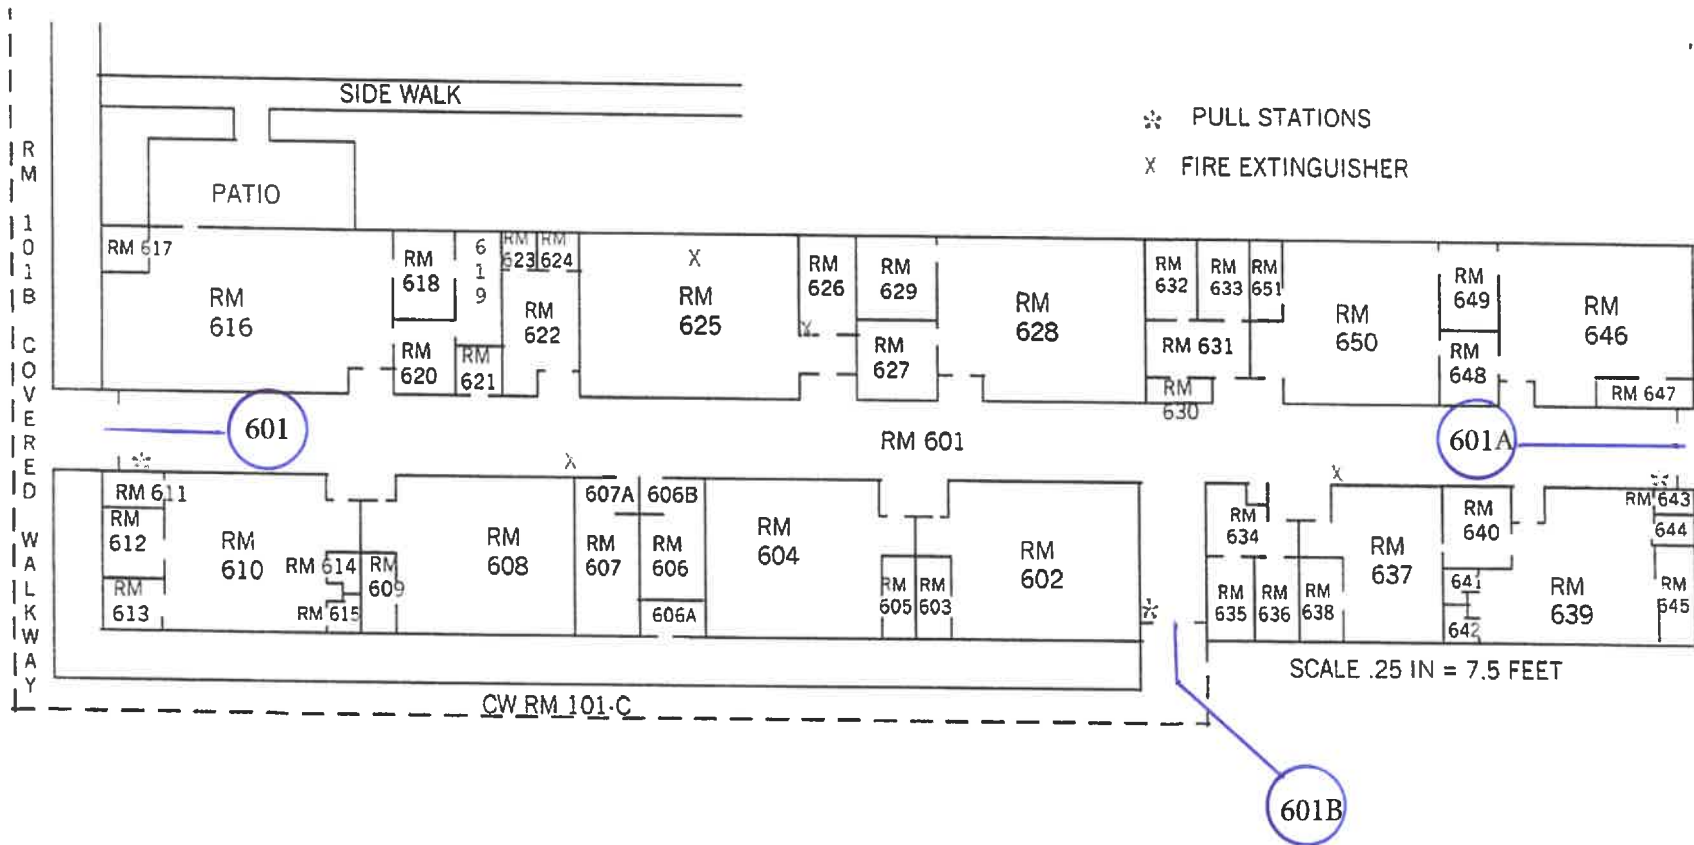 SIDE WALK
PULL STATIONS
X FIRE EXTINGUISHER
RM 101B COVERED WALKWAY
PATIO
RM 617
RM
616
RM
618
619
RM
620
RM
621
RM
623
RM
624
RM
622
X
RM
625
RM
626
X
RM
629
RM
627
RM
628
RM
632
RM
633
RM
651
RM 631
RM
630
RM
650
RM
649
RM
648
RM
646
RM 647
601
RM 601
601A
X
X
RM 611
RM
612
RM
613
RM
610
RM 614
RM 615
RM
609
RM
608
607A
606B
RM
607
RM
606
606A
RM
604
RM
605
RM
603
RM
602
RM
634
RM
635
RM
636
RM
638
RM
637
RM
640
641
642
RM
639
RM 643
644
RM
645
SCALE .25 IN = 7.5 FEET
CW RM 101-C
601B